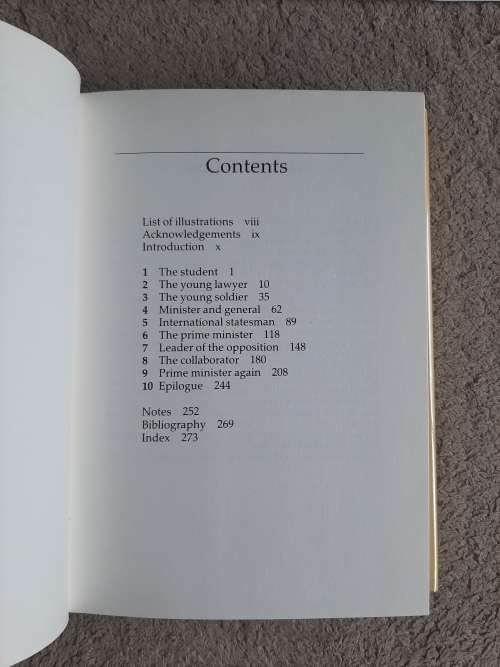 Contents
List of illustrations viii
Acknowledgements ix
Introduction x
1 The student 1
2 The young lawyer 10
3 The young soldier 35
4 Minister and general 62
5 International statesman 89
6 The prime minister 118
7 Leader of the opposition 148
8 The collaborator 180
9 Prime minister again 208
10 Epilogue 244
Notes 252
Bibliography 269
Index 273